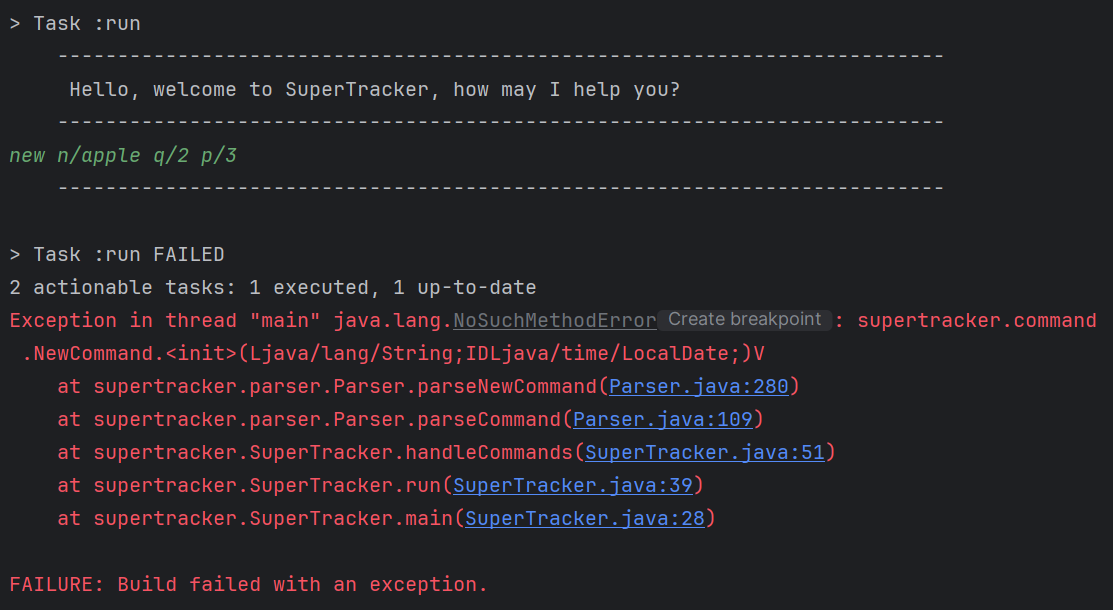 > Task :run
--------------------------------------------------------------------------
Hello, welcome to SuperTracker, how may I help you?
--------------------------------------------------------------------------
new n/apple q/2 p/3
--------------------------------------------------------------------------
> Task :run FAILED
2 actionable tasks: 1 executed, 1 up-to-date
Exception in thread "main" java.lang.NoSuchMethodError Create breakpoint : supertracker.command
.NewCommand.<init>(Ljava/lang/String;IDLjava/time/LocalDate;)V
at supertracker.parser.Parser.parseNewCommand(Parser.java:280)
at supertracker.parser.Parser.parseCommand(Parser.java:109)
at supertracker.SuperTracker.handleCommands(SuperTracker.java:51)
at supertracker.SuperTracker.run(SuperTracker.java:39)
at supertracker.SuperTracker.main(SuperTracker.java:28)
FAILURE: Build failed with an exception.